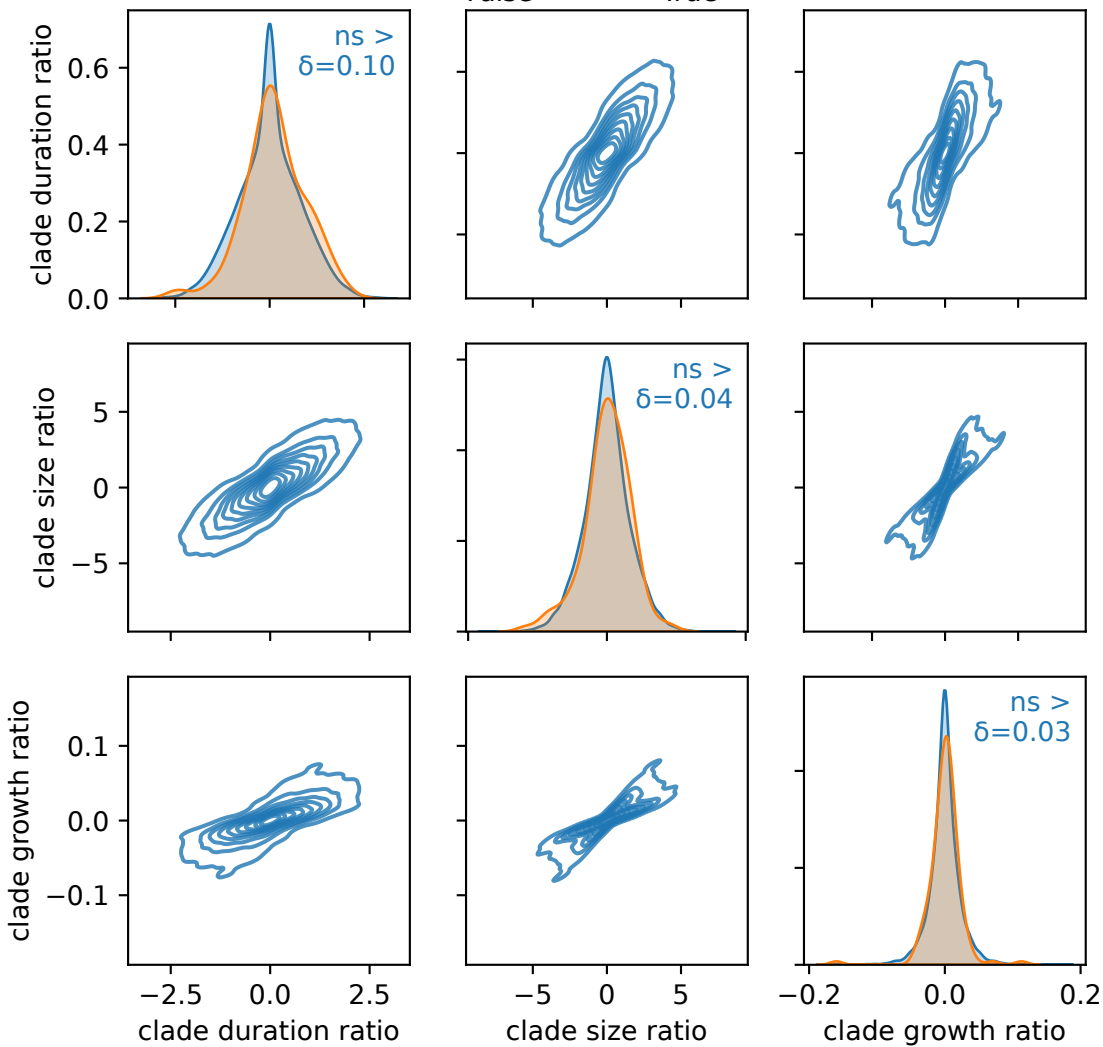 clade duration ratio
0.6
0.4
0.2
0.0
ns >
δ=0.10
−5
0
5
clade size ratio
5
0
−5
ns >
δ=0.04
clade growth ratio
0.1
0.0
−0.1
ns >
δ=0.03
−2.5
0.0
2.5
−5
0
5
−0.2
0.0
0.2
clade duration ratio
clade size ratio
clade growth ratio